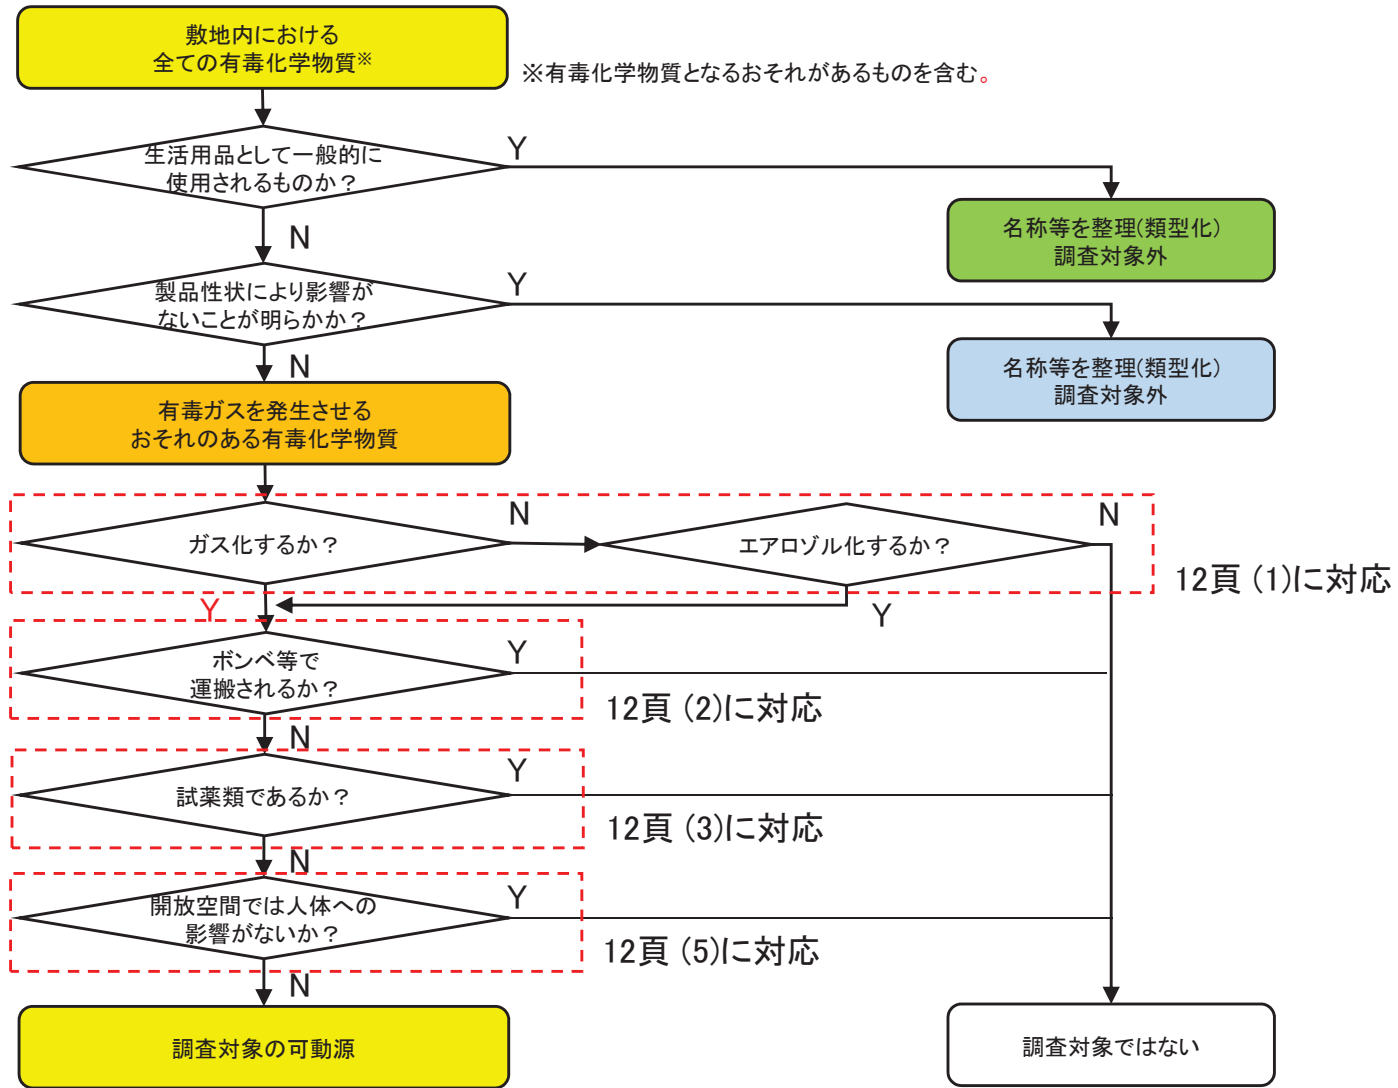 敷地内における
全ての有毒化学物質※
※有毒化学物質となるおそれがあるものを含む。
生活用品として一般的に
使用されるものか？
Y
N
名称等を整理(類型化)
調査対象外
製品性状により影響が
ないことが明らかか？
Y
N
名称等を整理(類型化)
調査対象外
有毒ガスを発生させる
おそれのある有毒化学物質
ガス化するか？
N
エアロゾル化するか？
N
12頁 (1)に対応
Y
Y
ボンベ等で
運搬されるか？
Y
12頁 (2)に対応
N
試薬類であるか？
Y
12頁 (3)に対応
N
開放空間では人体への
影響がないか？
Y
12頁 (5)に対応
N
調査対象の可動源
調査対象ではない